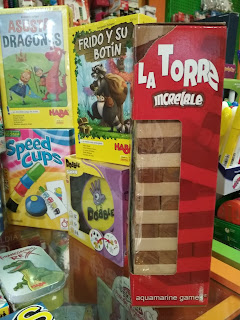 ASUSTA
DRAGONES
HABA
FRIDO Y SU
BOTÍN
HABA
Speed
Cups
Dobble
LA TORRE
INCREÍBLE
aquamarine games